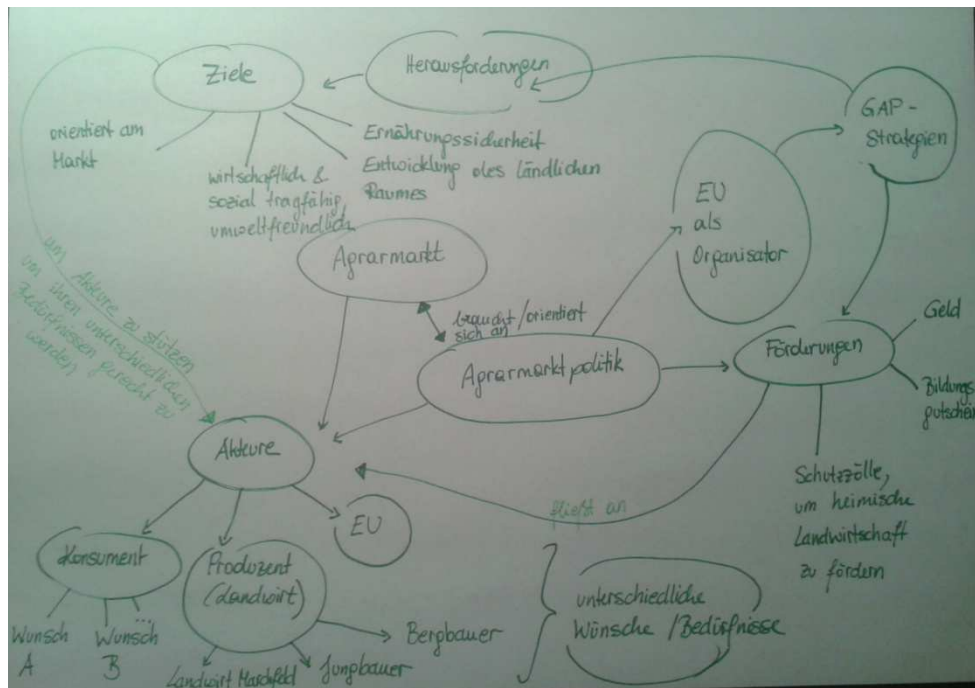 Ziele
Herausforderungen
GAP-
Strategien
orientiert am
Markt
wirtschaftlich &
sozial tragfähig,
umweltfreundlich
Ernährungssicherheit
Entwicklung des ländlichen
Raumes
EU
als
Organisator
Agrarmarkt
braucht/orientiert
sich an
Agrarmarktpolitik
Förderungen
Geld
Bildungs
gutschein
Schutzzölle,
um heimische
Landwirtschaft
zu fördern
um Akteure zu stützen
um ihren unterschiedlichen
Bedürfnissen gerecht zu
werden
Akteure
fließt an
Konsument
Produzent
(Landwirt)
EU
Wunsch
A
Wunsch
B
...
Landwirt Marchfeld
Jungbauer
Bergbauer
unterschiedliche
Wünsche/Bedürfnisse